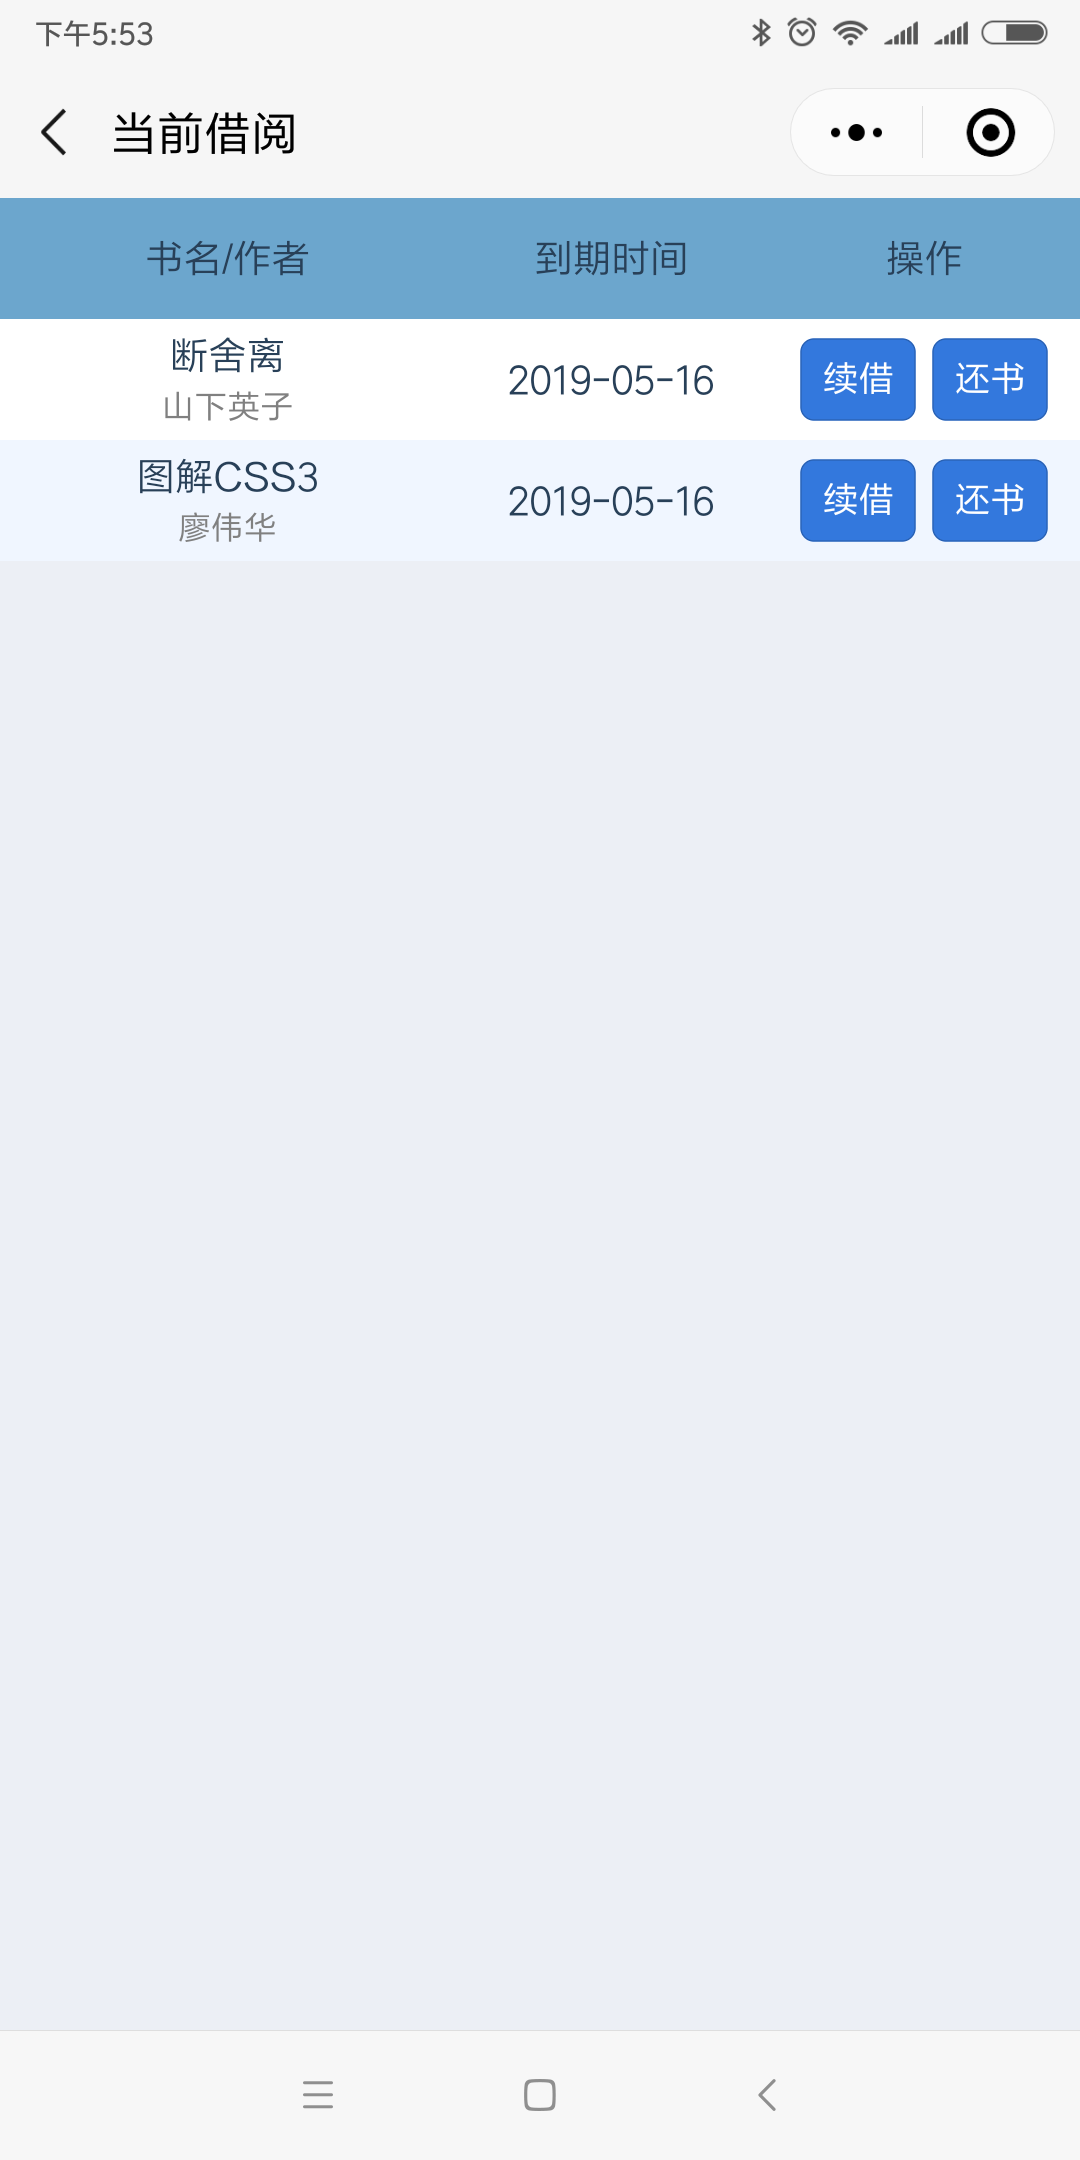 下午5:53
当前借阅
书名/作者 到期时间 操作
断舍离
山下英子
2019-05-16 续借 还书
图解CSS3
廖伟华
2019-05-16 续借 还书